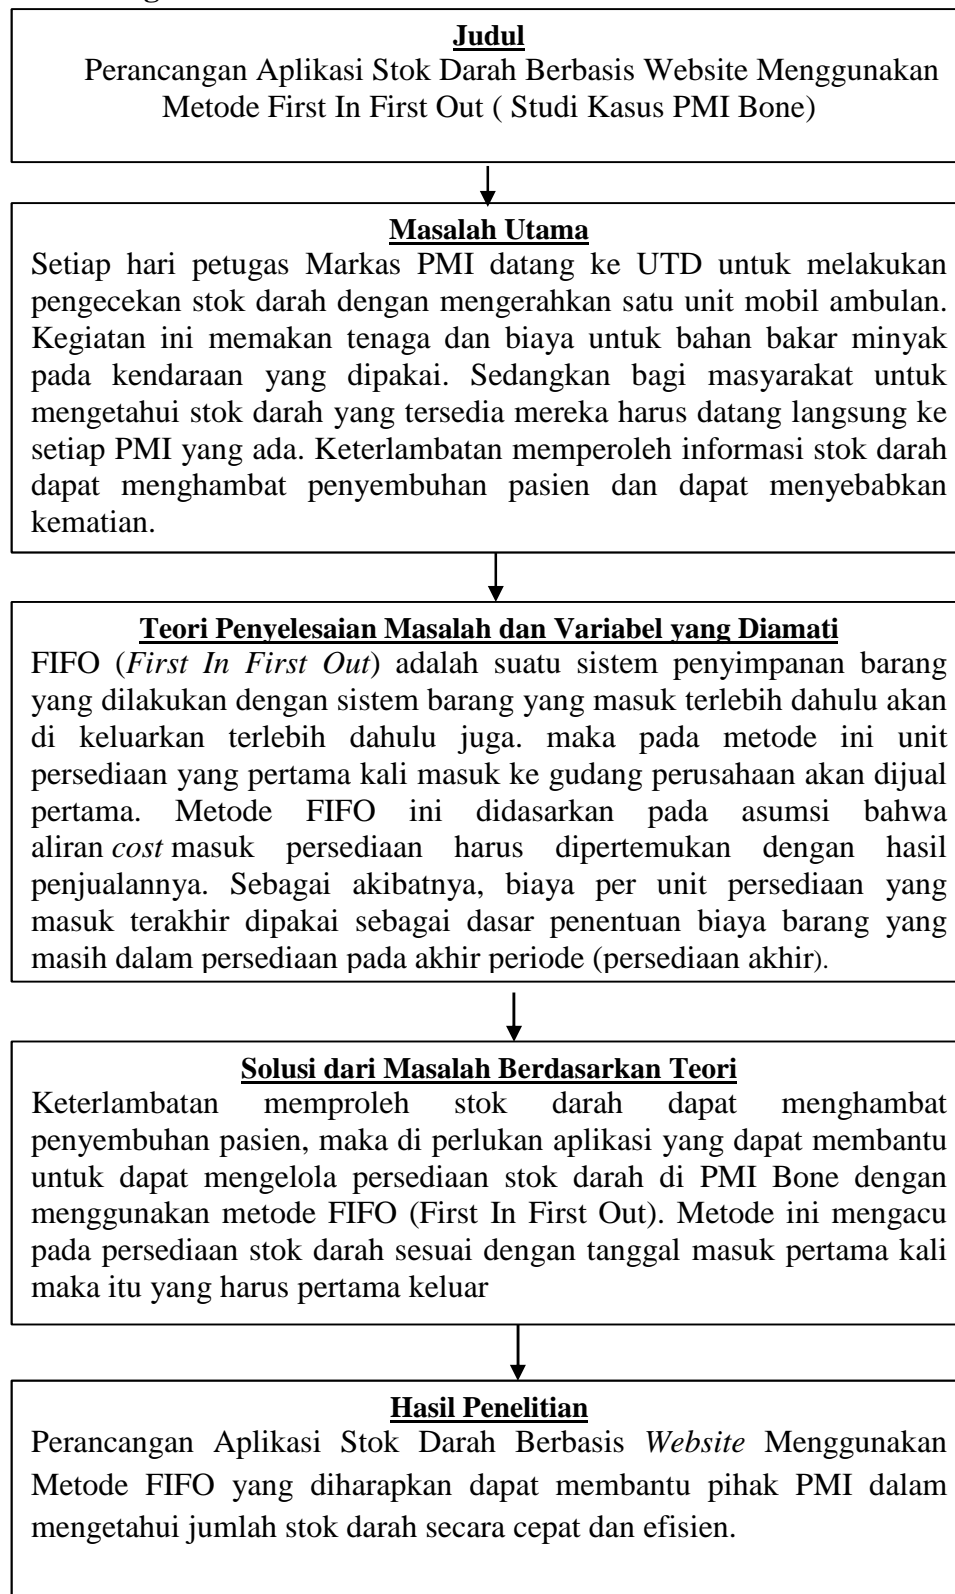 Judul
Perancangan Aplikasi Stok Darah Berbasis Website Menggunakan
Metode First In First Out ( Studi Kasus PMI Bone)
Masalah Utama
Setiap hari petugas Markas PMI datang ke UTD untuk melakukan
pengecekan stok darah dengan mengerahkan satu unit mobil ambulan.
Kegiatan ini memakan tenaga dan biaya untuk bahan bakar minyak
pada kendaraan yang dipakai. Sedangkan bagi masyarakat untuk
mengetahui stok darah yang tersedia mereka harus datang langsung ke
setiap PMI yang ada. Keterlambatan memperoleh informasi stok darah
dapat menghambat penyembuhan pasien dan dapat menyebabkan
kematian.
Teori Penyelesaian Masalah dan Variabel yang Diamati
FIFO (First In First Out) adalah suatu sistem penyimpanan barang
yang dilakukan dengan sistem barang yang masuk terlebih dahulu akan
di keluarkan terlebih dahulu juga. maka pada metode ini unit
persediaan yang pertama kali masuk ke gudang perusahaan akan dijual
pertama. Metode FIFO ini didasarkan pada asumsi bahwa
aliran cost masuk persediaan harus dipertemukan dengan hasil
penjualannya. Sebagai akibatnya, biaya per unit persediaan yang
masuk terakhir dipakai sebagai dasar penentuan biaya barang yang
masih dalam persediaan pada akhir periode (persediaan akhir).
Solusi dari Masalah Berdasarkan Teori
Keterlambatan memproleh stok darah dapat menghambat
penyembuhan pasien, maka di perlukan aplikasi yang dapat membantu
untuk dapat mengelola persediaan stok darah di PMI Bone dengan
menggunakan metode FIFO (First In First Out). Metode ini mengacu
pada persediaan stok darah sesuai dengan tanggal masuk pertama kali
maka itu yang harus pertama keluar
Hasil Penelitian
Perancangan Aplikasi Stok Darah Berbasis Website Menggunakan
Metode FIFO yang diharapkan dapat membantu pihak PMI dalam
mengetahui jumlah stok darah secara cepat dan efisien.